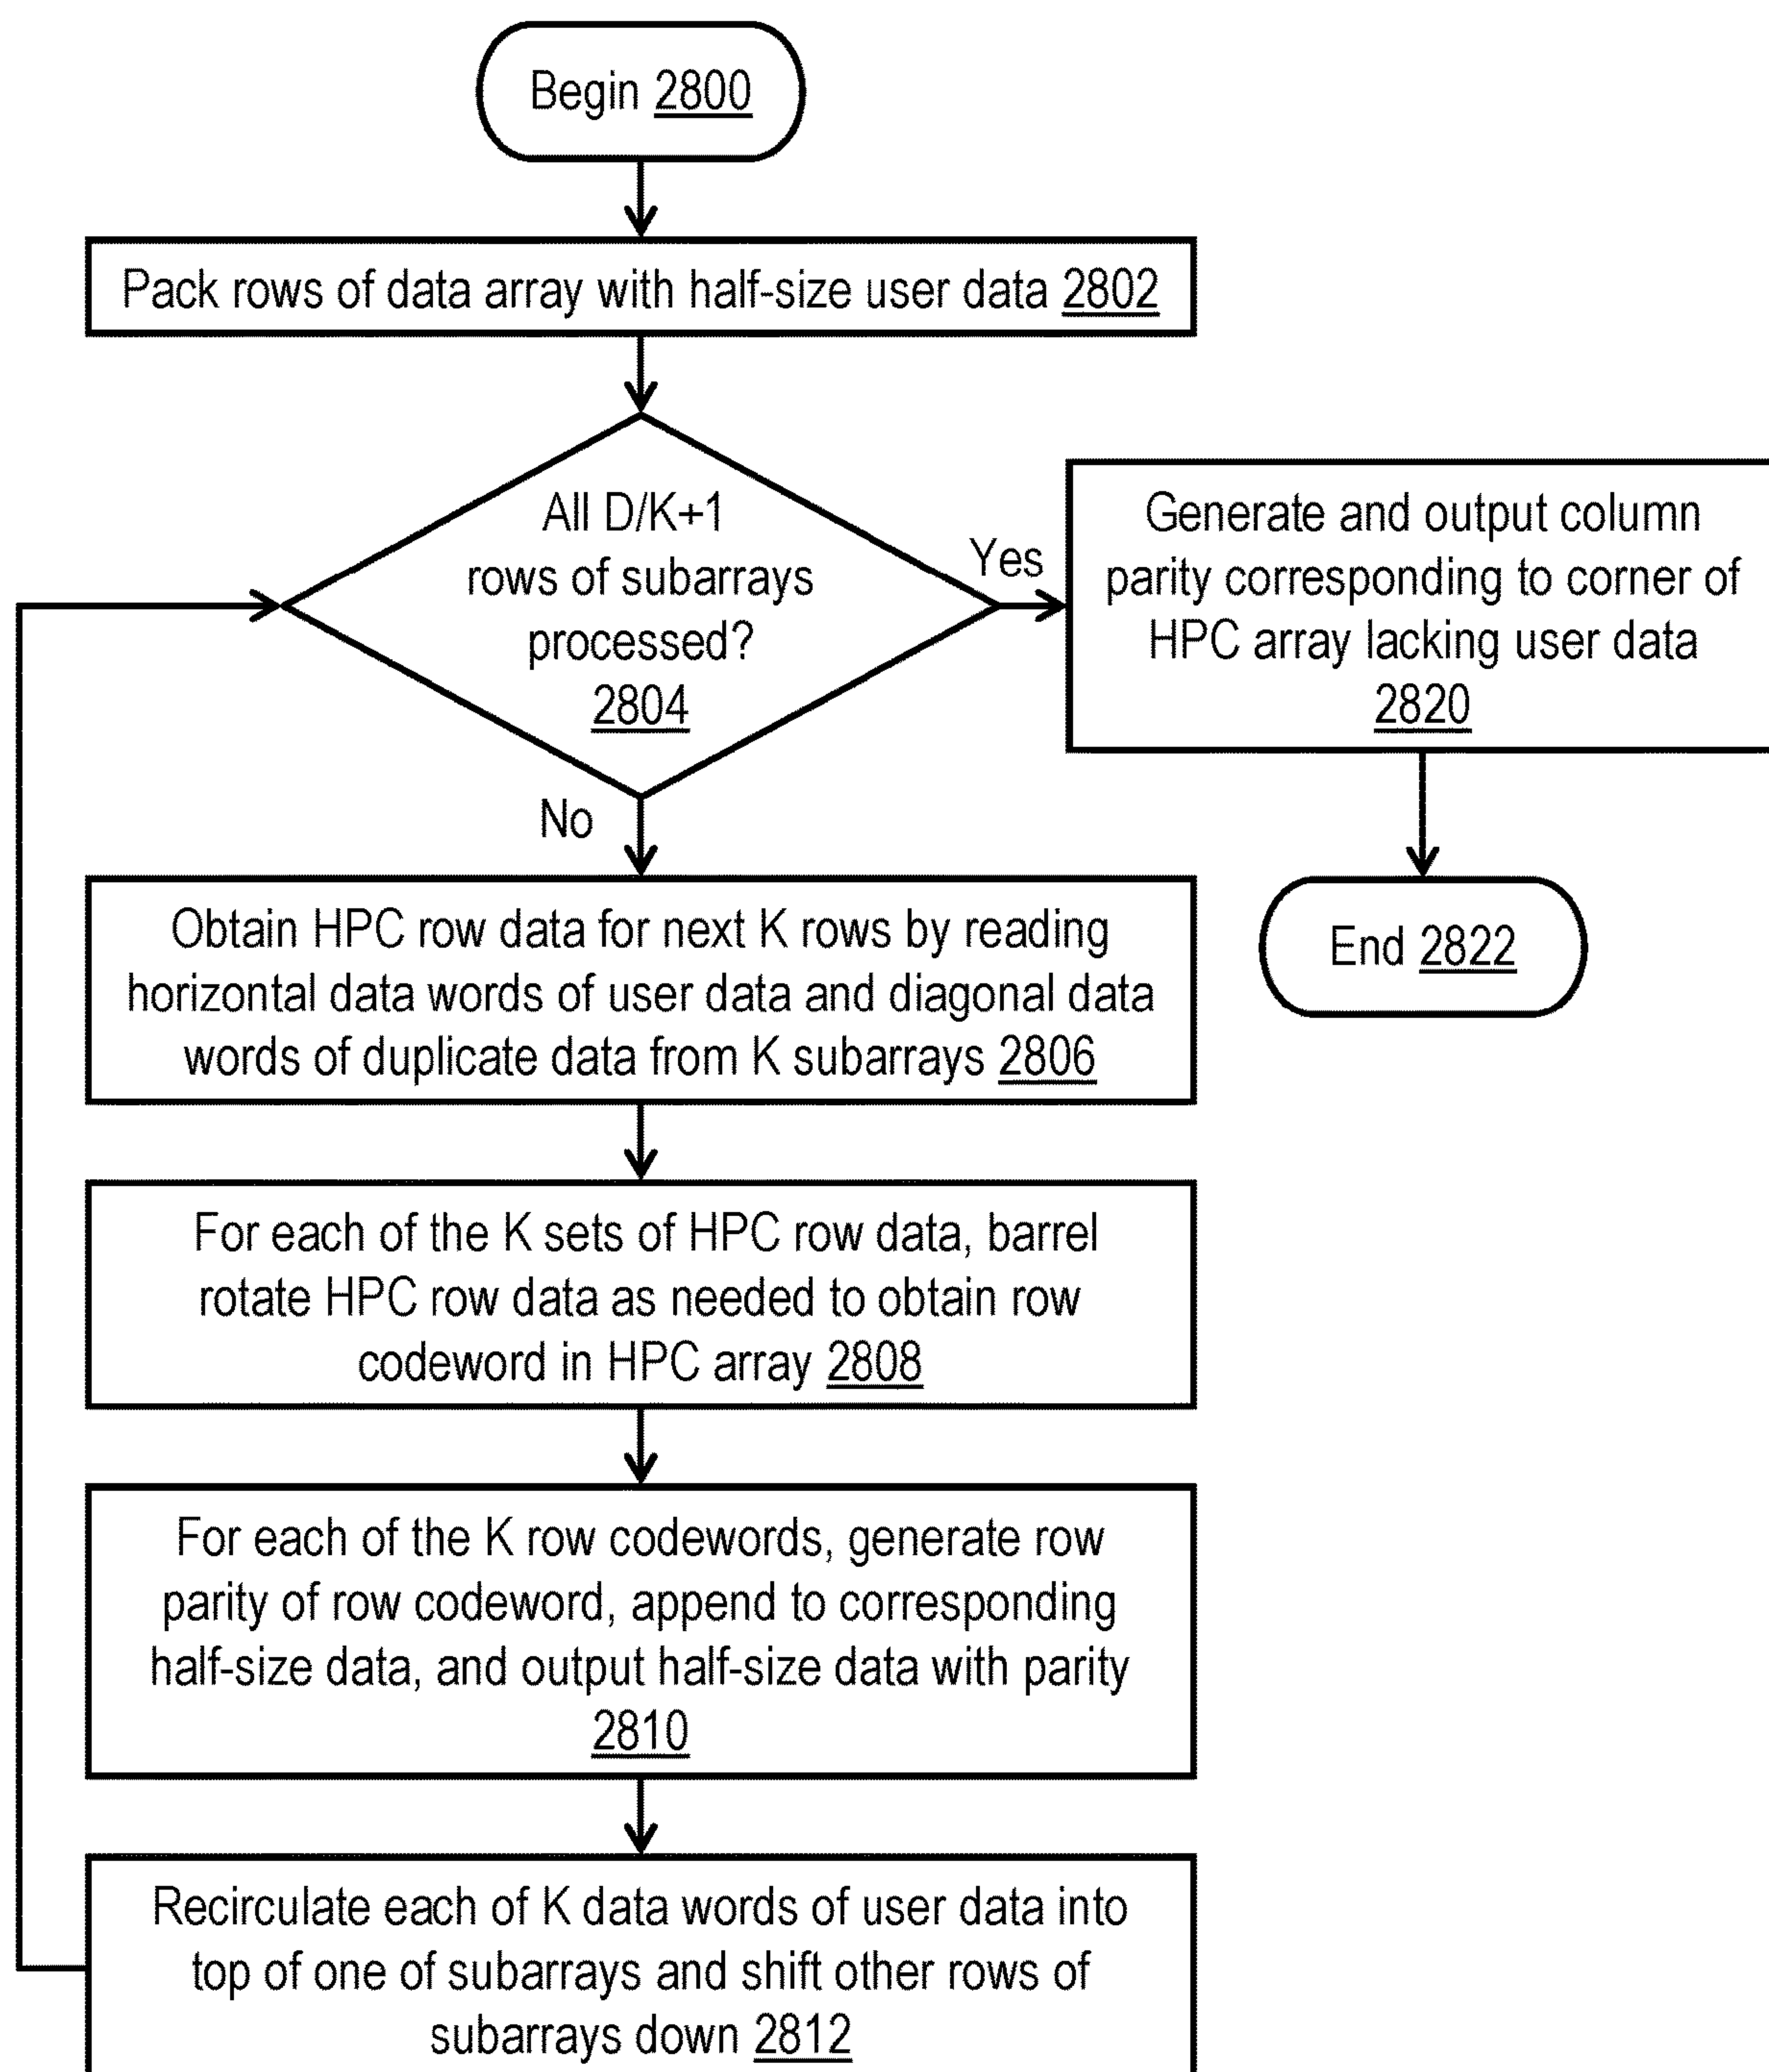 Begin 2800
Pack rows of data array with half-size user data 2802
All D/K+1
rows of subarrays
processed?
2804
Yes
Generate and output column
parity corresponding to corner of
HPC array lacking user data
2820
No
End 2822
Obtain HPC row data for next K rows by reading
horizontal data words of user data and diagonal data
words of duplicate data from K subarrays 2806
For each of the K sets of HPC row data, barrel
rotate HPC row data as needed to obtain row
codeword in HPC array 2808
For each of the K row codewords, generate row
parity of row codeword, append to corresponding
half-size data, and output half-size data with parity
2810
Recirculate each of K data words of user data into
top of one of subarrays and shift other rows of
subarrays down 2812